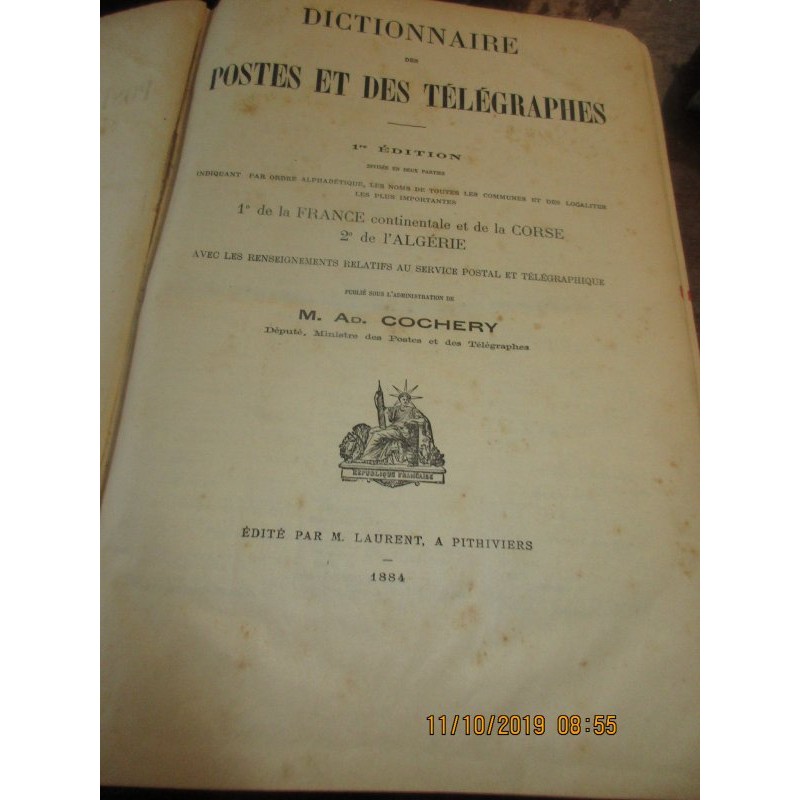 DICTIONNAIRE
DES
POSTES ET DES TÉLÉGRAPHES
1re ÉDITION
DIVISÉE EN DEUX PARTIES
INDIQUANT PAR ORDRE ALPHABÉTIQUE, LES NOMS DE TOUTES LES COMMUNES ET DES LOCALITÉS
LES PLUS IMPORTANTES
1º de la FRANCE continentale et de la CORSE
2º de l'ALGÉRIE
AVEC LES RENSEIGNEMENTS RELATIFS AU SERVICE POSTAL ET TÉLÉGRAPHIQUE
PUBLIÉ SOUS L'ADMINISTRATION DE
M. AD. COCHERY
Député, Ministre des Postes et des Télégraphes
RÉPUBLIQUE FRANÇAISE
ÉDITÉ PAR M. LAURENT, A PITHIVIERS
1884
11/10/2019 08:55